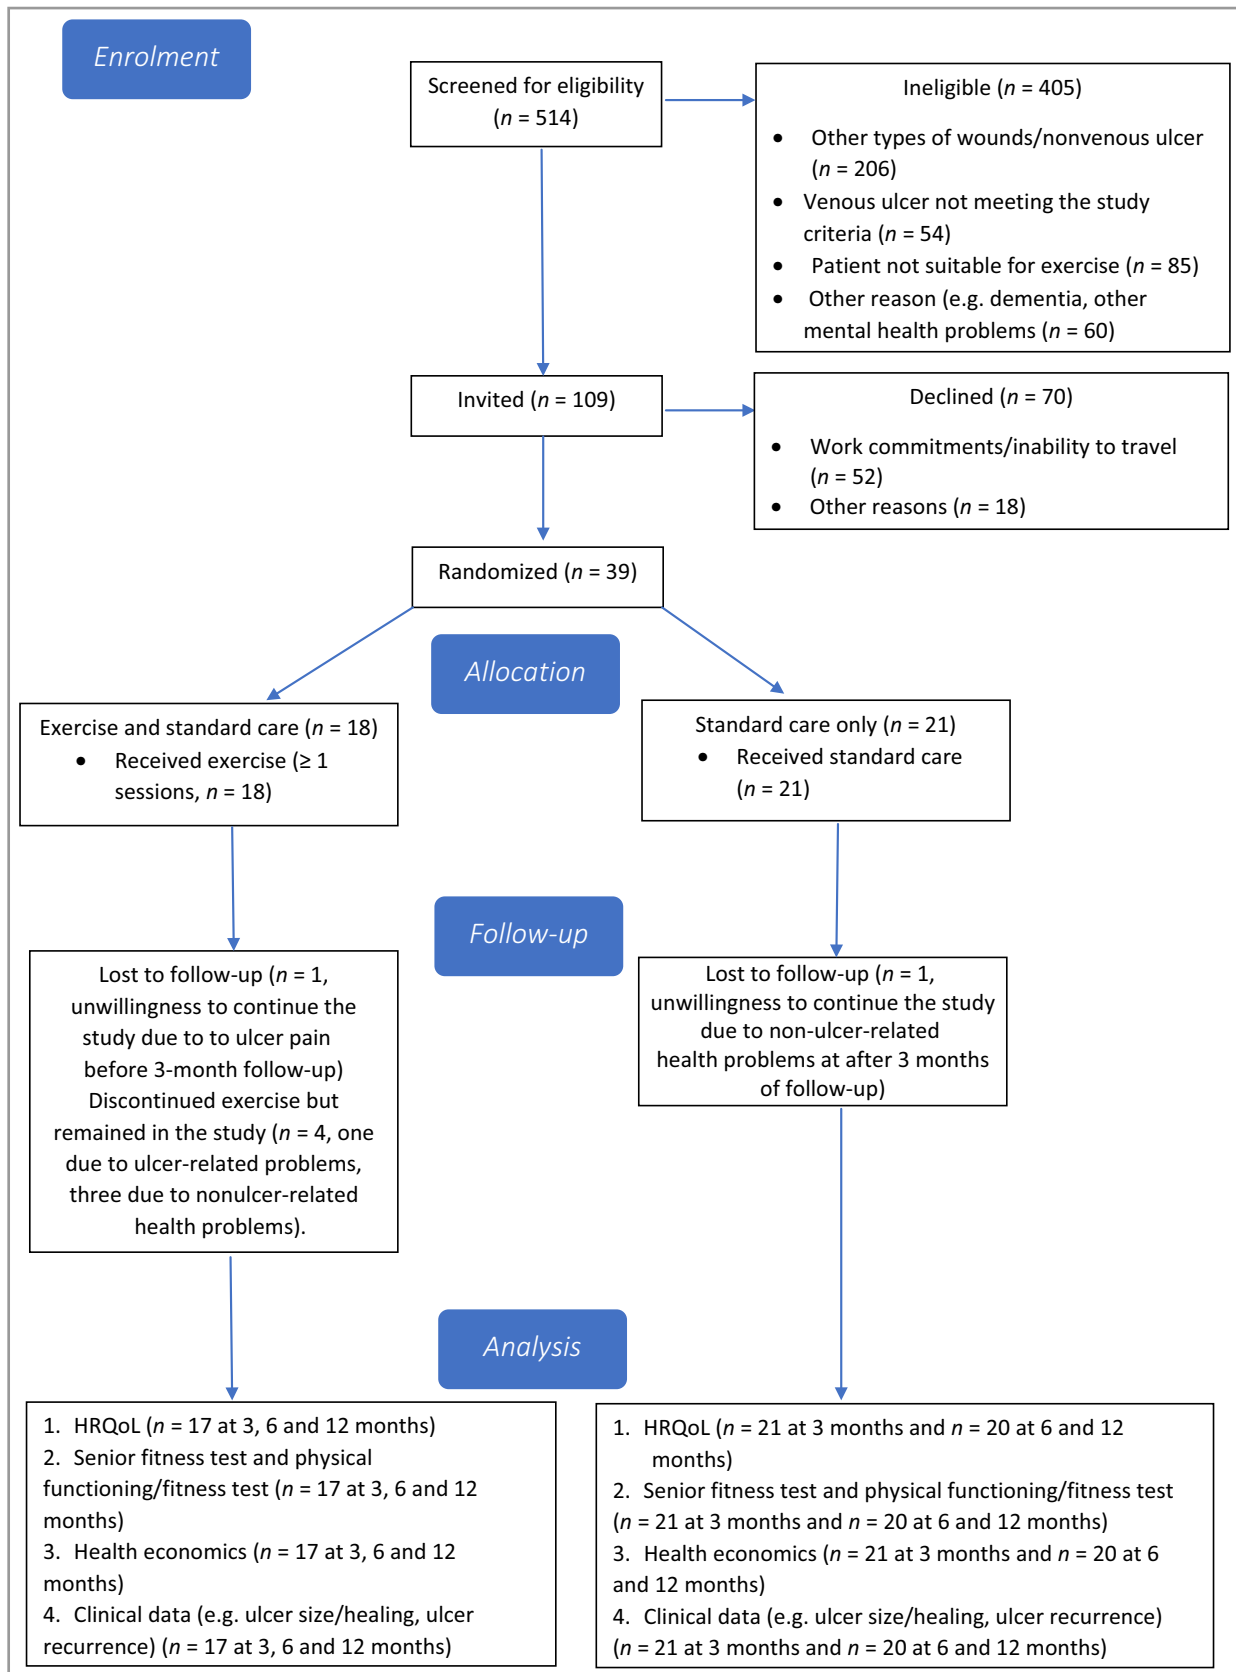 Enrolment
Screened for eligibility
(n = 514)
Ineligible (n = 405)
• Other types of wounds/nonvenous ulcer
(n = 206)
• Venous ulcer not meeting the study
criteria (n = 54)
• Patient not suitable for exercise (n = 85)
• Other reason (e.g. dementia, other
mental health problems (n = 60)
Invited (n = 109)
Declined (n = 70)
• Work commitments/inability to travel
(n = 52)
• Other reasons (n = 18)
Randomized (n = 39)
Allocation
Exercise and standard care (n = 18)
• Received exercise (≥ 1
sessions, n = 18)
Standard care only (n = 21)
• Received standard care
(n = 21)
Follow-up
Lost to follow-up (n = 1,
unwillingness to continue the
study due to to ulcer pain
before 3-month follow-up)
Discontinued exercise but
remained in the study (n = 4, one
due to ulcer-related problems,
three due to nonulcer-related
health problems).
Lost to follow-up (n = 1,
unwillingness to continue the study
due to non-ulcer-related
health problems at after 3 months
of follow-up)
Analysis
1. HRQoL (n = 17 at 3, 6 and 12 months)
2. Senior fitness test and physical
functioning/fitness test (n = 17 at 3, 6 and 12
months)
3. Health economics (n = 17 at 3, 6 and 12
months)
4. Clinical data (e.g. ulcer size/healing, ulcer
recurrence) (n = 17 at 3, 6 and 12 months)
1. HRQoL (n = 21 at 3 months and n = 20 at 6 and 12
months)
2. Senior fitness test and physical functioning/fitness test
(n = 21 at 3 months and n = 20 at 6 and 12 months)
3. Health economics (n = 21 at 3 months and n = 20 at 6
and 12 months)
4. Clinical data (e.g. ulcer size/healing, ulcer recurrence)
(n = 21 at 3 months and n = 20 at 6 and 12 months)